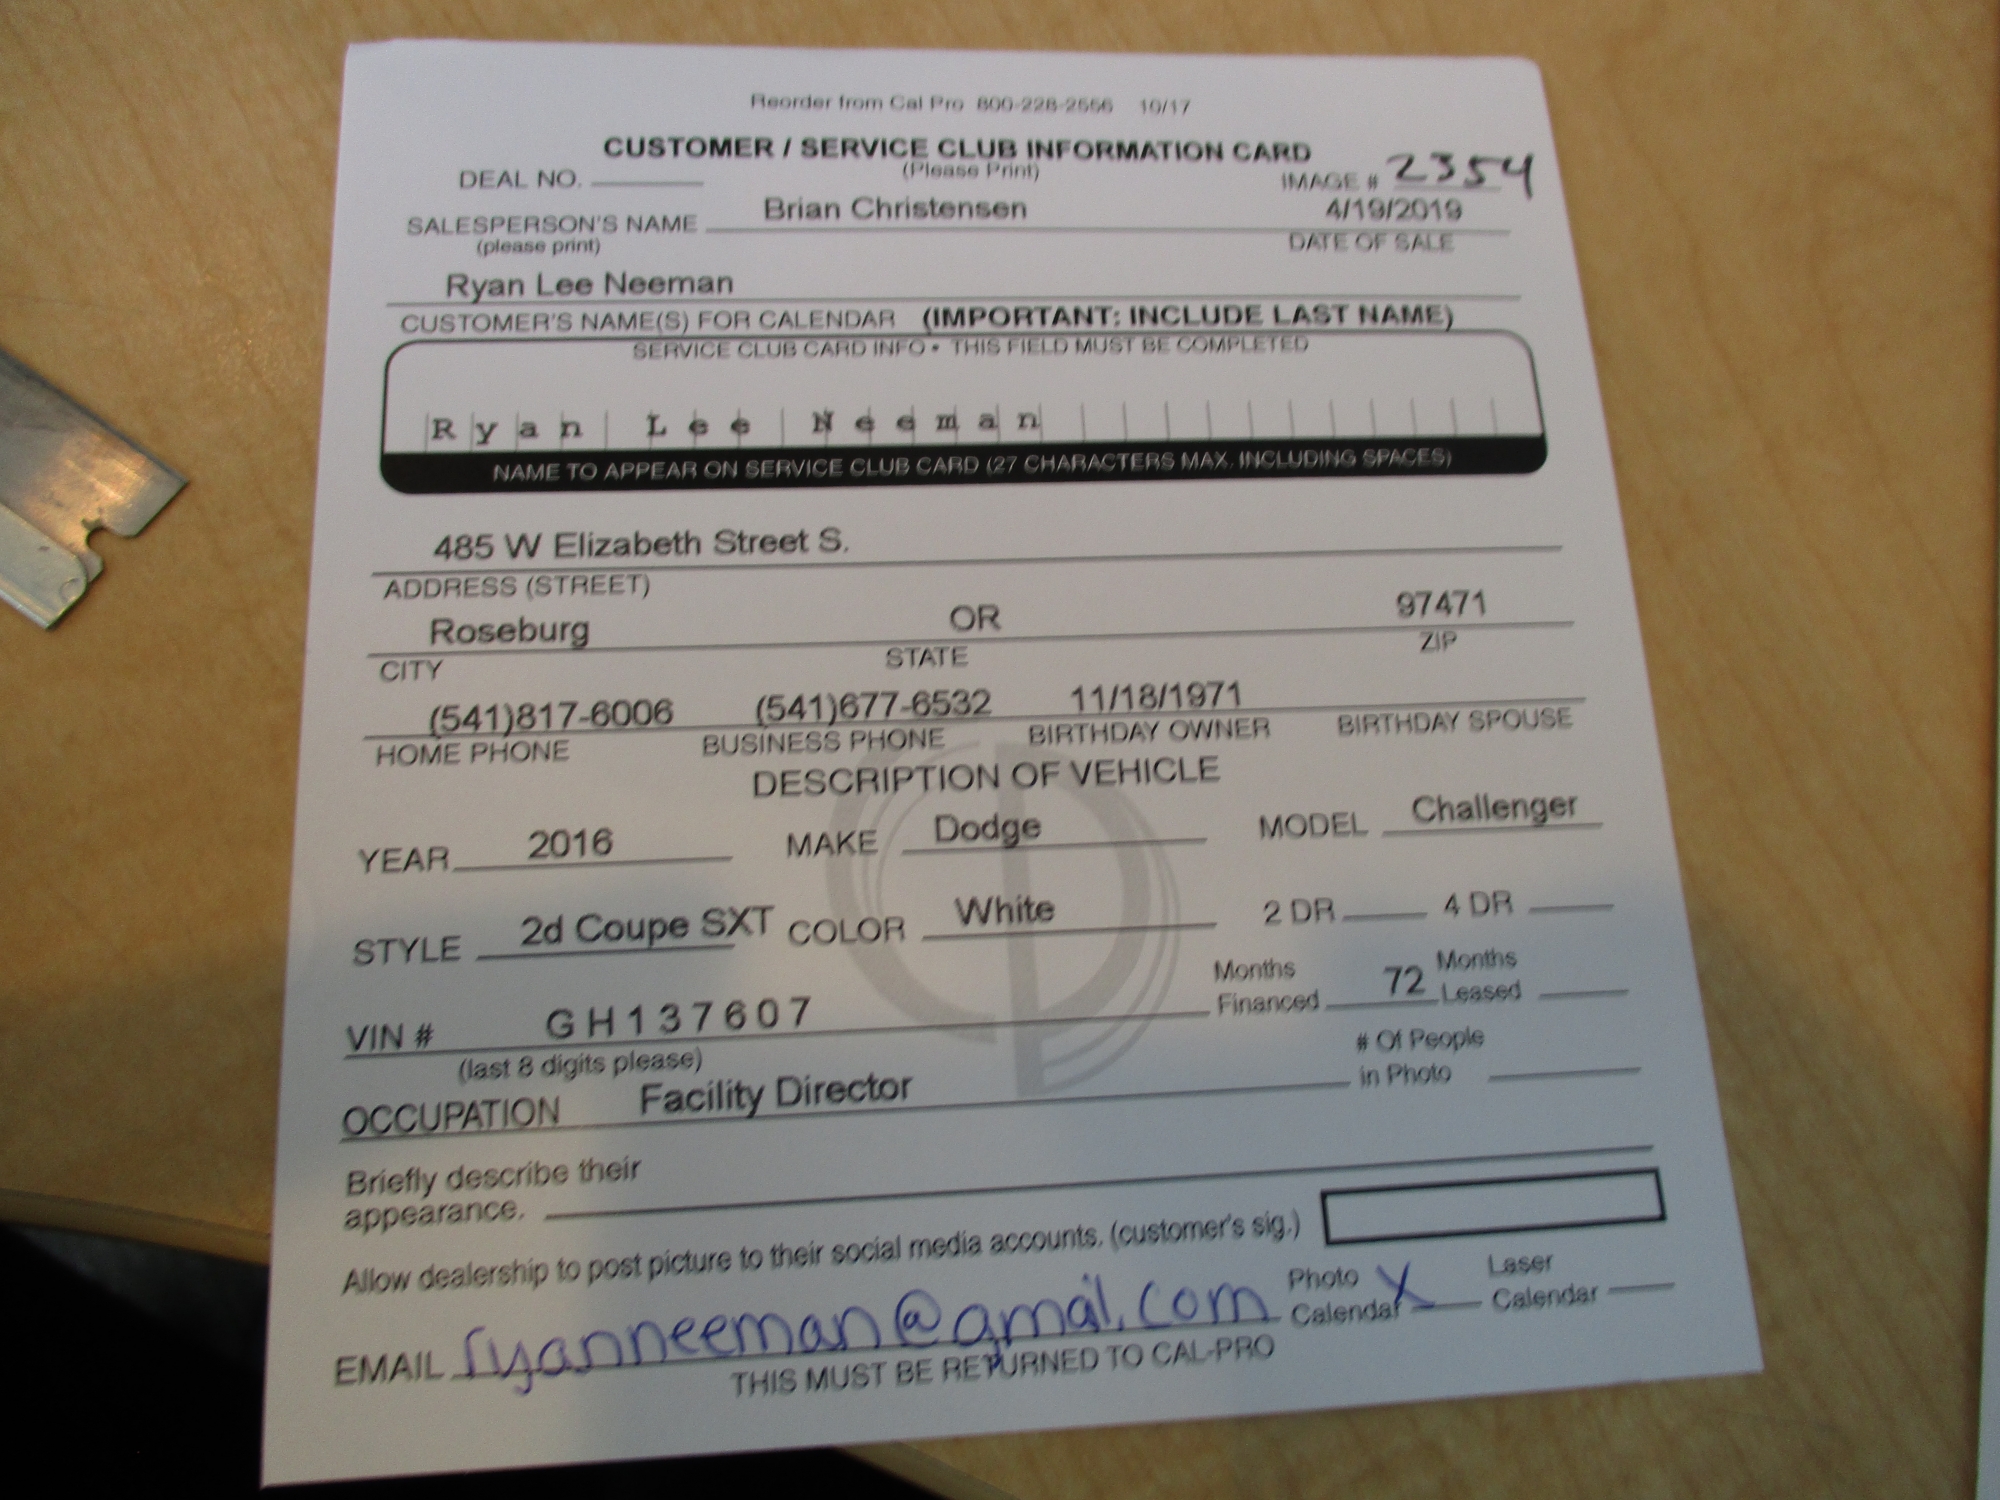 Reorder from Cal Pro 800-228-2556 10/17
CUSTOMER / SERVICE CLUB INFORMATION CARD
(Please Print)
DEAL NO. IMAGE # 2354
SALESPERSON'S NAME Brian Christensen 4/19/2019
(please print) DATE OF SALE
Ryan Lee Neeman
CUSTOMER'S NAME(S) FOR CALENDAR (IMPORTANT: INCLUDE LAST NAME)
SERVICE CLUB CARD INFO • THIS FIELD MUST BE COMPLETED
Ryan Lee Neeman
NAME TO APPEAR ON SERVICE CLUB CARD (27 CHARACTERS MAX. INCLUDING SPACES)
485 W Elizabeth Street S.
ADDRESS (STREET)
Roseburg OR 97471
CITY STATE ZIP
(541)817-6006 (541)677-6532 11/18/1971
HOME PHONE BUSINESS PHONE BIRTHDAY OWNER BIRTHDAY SPOUSE
DESCRIPTION OF VEHICLE
YEAR 2016 MAKE Dodge MODEL Challenger
STYLE 2d Coupe SXT COLOR White 2 DR 4 DR
Months Months
VIN # GH137607 Financed 72 Leased
(last 8 digits please) # Of People
OCCUPATION Facility Director in Photo
Briefly describe their
appearance.
Allow dealership to post picture to their social media accounts. (customer's sig.)
Photo Laser
EMAIL ryanneeman@gmal.com Calendar X Calendar
THIS MUST BE RETURNED TO CAL-PRO